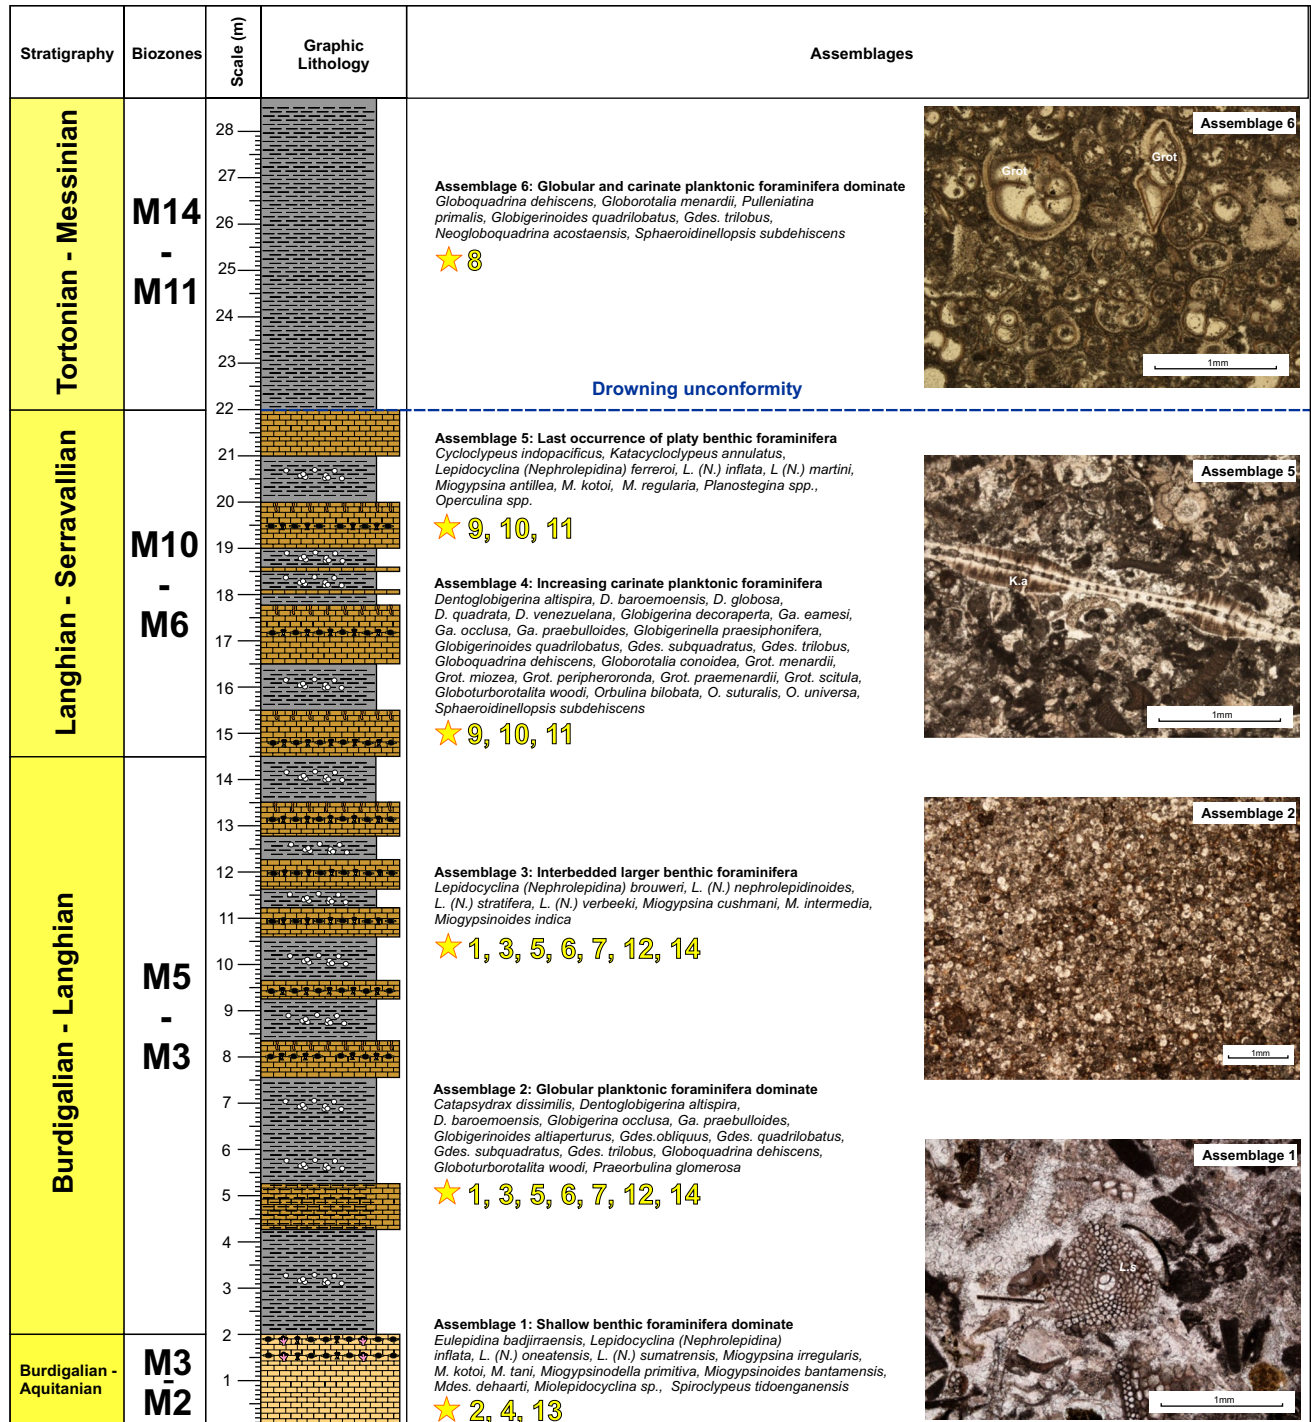 Stratigraphy
Biozones
Scale (m)
Graphic
Lithology
Assemblages
Tortonian - Messinian
M14
-
M11
28
27
26
25
24
23
22
Assemblage 6: Globular and carinate planktonic foraminifera dominate
Globoquadrina dehiscens, Globorotalia menardii, Pulleniatina
primalis, Globigerinoides quadrilobatus, Gdes. trilobus,
Neogloboquadrina acostaensis, Sphaeroidinellopsis subdehiscens
8
Assemblage 6
Grot
Grot
1mm
Drowning unconformity
Langhian - Serravallian
M10
-
M6
21
20
19
18
17
16
15
Assemblage 5: Last occurrence of platy benthic foraminifera
Cycloclypeus indopacificus, Katacycloclypeus annulatus,
Lepidocyclina (Nephrolepidina) ferreroi, L. (N.) inflata, L (N.) martini,
Miogypsina antillea, M. kotoi, M. regularia, Planostegina spp.,
Operculina spp.
9, 10, 11
Assemblage 5
K.a
1mm
Assemblage 4: Increasing carinate planktonic foraminifera
Dentoglobigerina altispira, D. baroemoensis, D. globosa,
D. quadrata, D. venezuelana, Globigerina decoraperta, Ga. eamesi,
Ga. occlusa, Ga. praebulloides, Globigerinella praesiphonifera,
Globigerinoides quadrilobatus, Gdes. subquadratus, Gdes. trilobus,
Globoquadrina dehiscens, Globorotalia conoidea, Grot. menardii,
Grot. miozea, Grot. peripheroronda, Grot. praemenardii, Grot. scitula,
Globoturborotalita woodi, Orbulina bilobata, O. suturalis, O. universa,
Sphaeroidinellopsis subdehiscens
9, 10, 11
Burdigalian - Langhian
M5
-
M3
14
13
12
11
10
9
8
7
6
5
4
3
2
Assemblage 3: Interbedded larger benthic foraminifera
Lepidocyclina (Nephrolepidina) brouweri, L. (N.) nephrolepidinoides,
L. (N.) stratifera, L. (N.) verbeeki, Miogypsina cushmani, M. intermedia,
Miogypsinoides indica
1, 3, 5, 6, 7, 12, 14
Assemblage 2
1mm
Assemblage 2: Globular planktonic foraminifera dominate
Catapsydrax dissimilis, Dentoglobigerina altispira,
D. baroemoensis, Globigerina occlusa, Ga. praebulloides,
Globigerinoides altiaperturus, Gdes.obliquus, Gdes. quadrilobatus,
Gdes. subquadratus, Gdes. trilobus, Globoquadrina dehiscens,
Globoturborotalita woodi, Praeorbulina glomerosa
1, 3, 5, 6, 7, 12, 14
Burdigalian -
Aquitanian
M3
-
M2
1
Assemblage 1: Shallow benthic foraminifera dominate
Eulepidina badjirraensis, Lepidocyclina (Nephrolepidina)
inflata, L. (N.) oneatensis, L. (N.) sumatrensis, Miogypsina irregularis,
M. kotoi, M. tani, Miogypsinodella primitiva, Miogypsinoides bantamensis,
Mdes. dehaarti, Miolepidocyclina sp., Spiroclypeus tidoenganensis
2, 4, 13
Assemblage 1
L.s
1mm